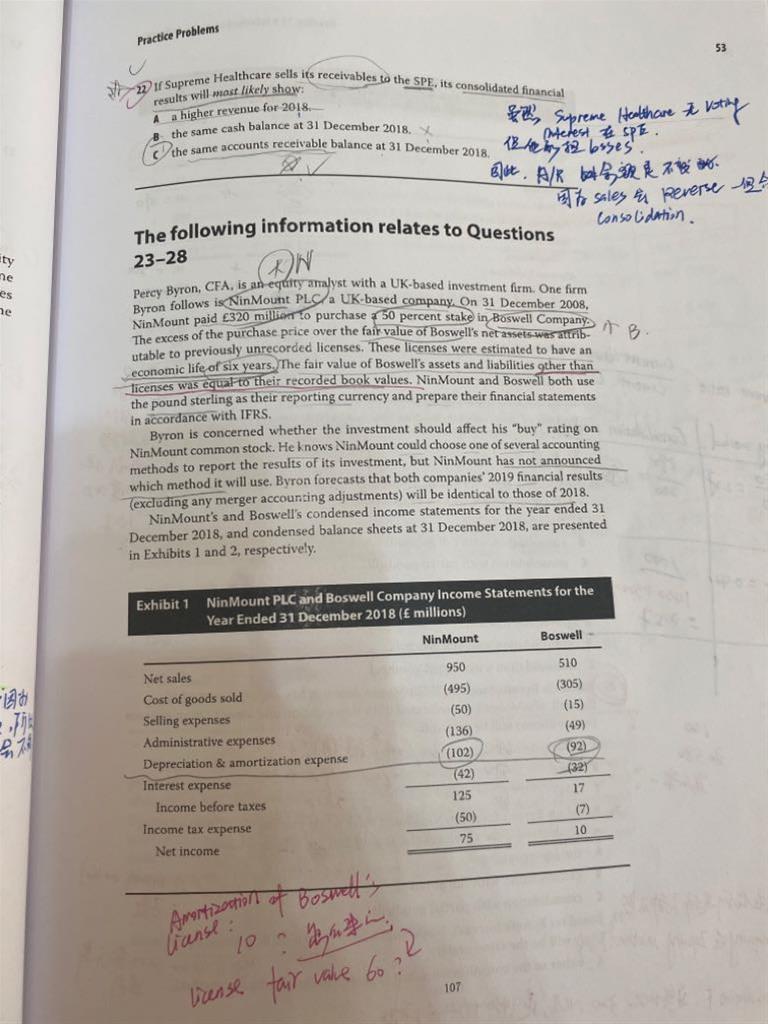 Practice Problems
53
22 If Supreme Healthcare sells its receivables to the SPE, its consolidated financial
results will most likely show:
A a higher revenue for 2018.
B the same cash balance at 31 December 2018.
C the same accounts receivable balance at 31 December 2018.
Supreme Healthcare 无 voting
interest 在 SPE.
losses.
因此, A/R
因为 sales 会 Reverse
Consolidation.
The following information relates to Questions
23–28
Percy Byron, CFA, is an equity analyst with a UK-based investment firm. One firm
Byron follows is NinMount PLC, a UK-based company. On 31 December 2008,
NinMount paid £320 million to purchase a 50 percent stake in Boswell Company.
The excess of the purchase price over the fair value of Boswell's net assets was attrib-
utable to previously unrecorded licenses. These licenses were estimated to have an
economic life of six years. The fair value of Boswell's assets and liabilities other than
licenses was equal to their recorded book values. NinMount and Boswell both use
the pound sterling as their reporting currency and prepare their financial statements
in accordance with IFRS.
Byron is concerned whether the investment should affect his "buy" rating on
NinMount common stock. He knows NinMount could choose one of several accounting
methods to report the results of its investment, but NinMount has not announced
which method it will use. Byron forecasts that both companies' 2019 financial results
(excluding any merger accounting adjustments) will be identical to those of 2018.
NinMount's and Boswell's condensed income statements for the year ended 31
December 2018, and condensed balance sheets at 31 December 2018, are presented
in Exhibits 1 and 2, respectively.
Exhibit 1 NinMount PLC and Boswell Company Income Statements for the
Year Ended 31 December 2018 (£ millions)
NinMount Boswell
Net sales 950 510
Cost of goods sold (495) (305)
Selling expenses (50) (15)
Administrative expenses (136) (49)
Depreciation & amortization expense (102) (92)
Interest expense (42) (32)
Income before taxes 125 17
Income tax expense (50) (7)
Net income 75 10
Amortization of Boswell's
license:
10 ?
license fair value 60 ?
107